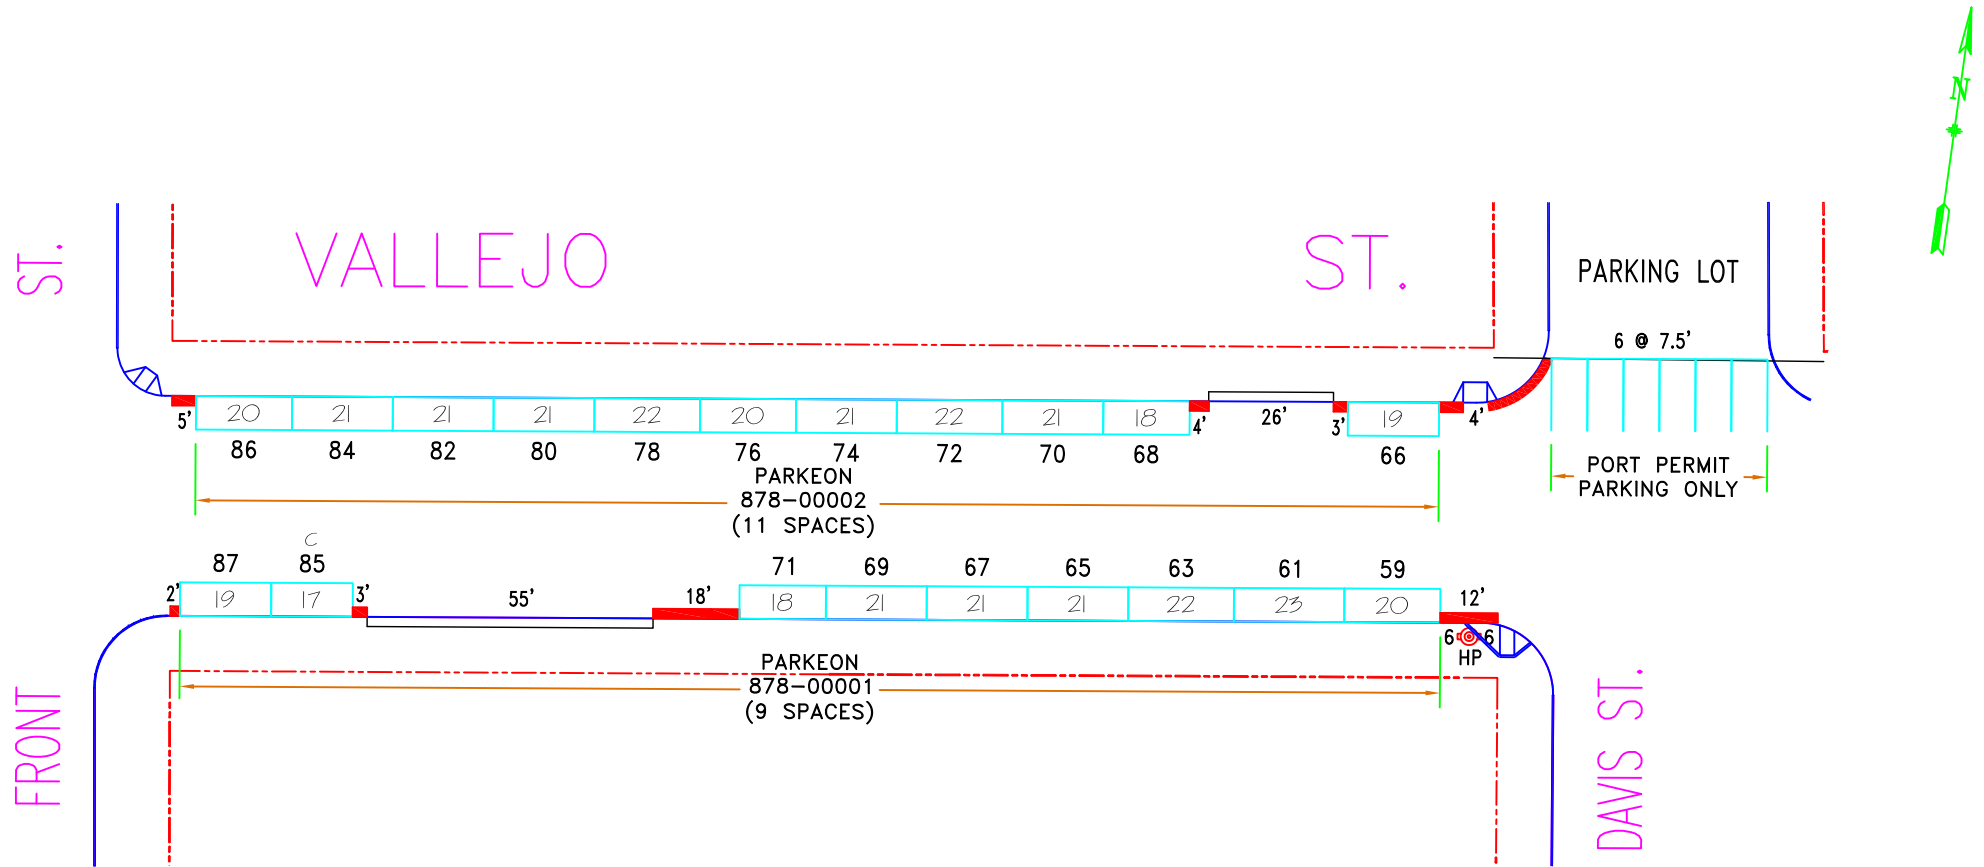 N
ST.
VALLEJO ST.
PARKING LOT
6 @ 7.5'
5' 20 21 21 21 22 20 21 22 21 18 4' 26' 3' 19 4'
86 84 82 80 78 76 74 72 70 68 66
PARKEON
878-00002
(11 SPACES)
PORT PERMIT
PARKING ONLY
C
87 85 71 69 67 65 63 61 59
2' 19 17 3' 55' 18' 18 21 21 21 22 23 20 12'
6 6
HP
PARKEON
878-00001
(9 SPACES)
FRONT
DAVIS ST.